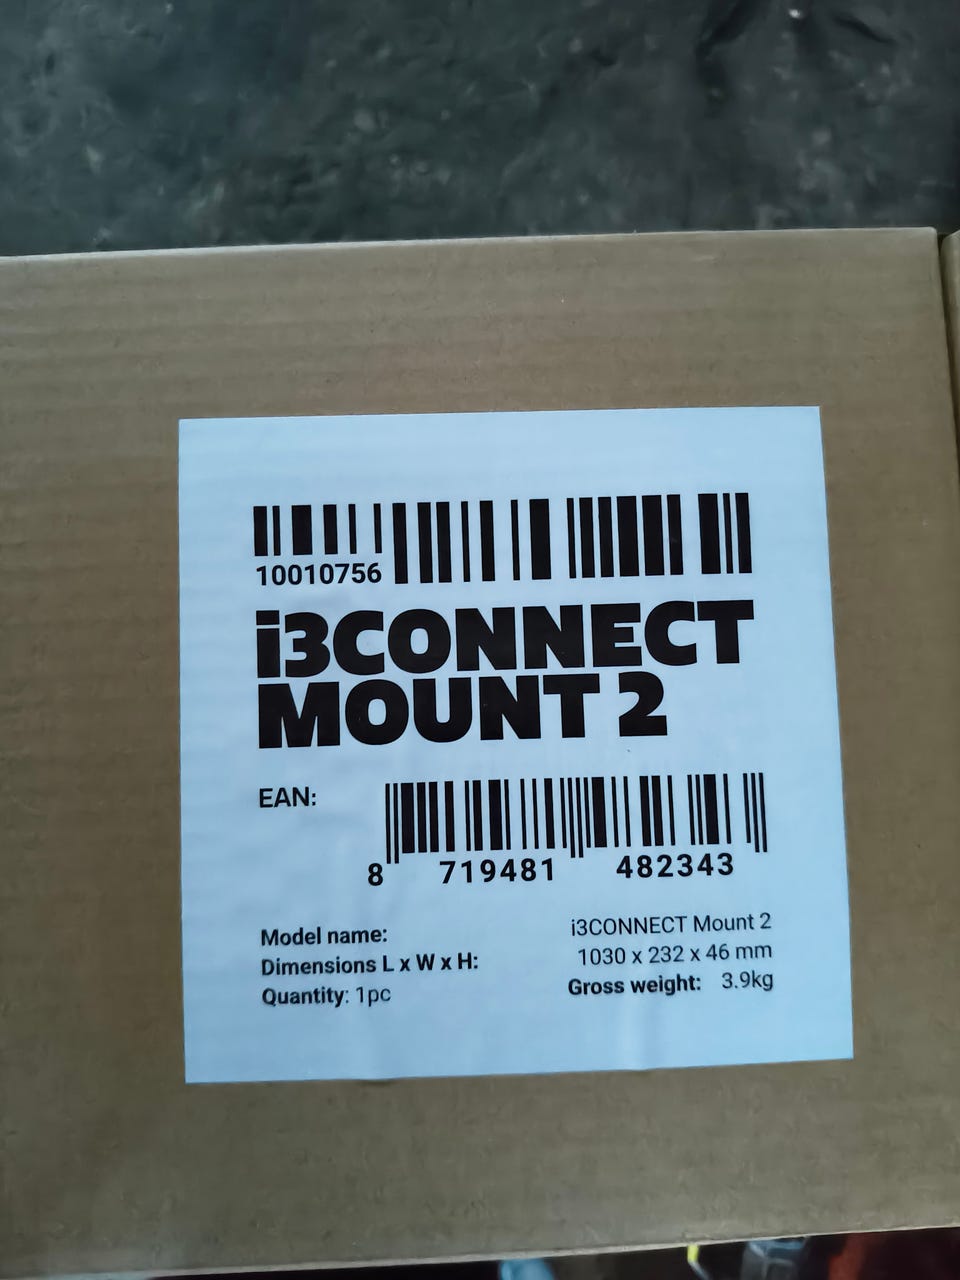 10010756
i3CONNECT
MOUNT 2
EAN:
8 719481 482343
Model name: i3CONNECT Mount 2
Dimensions L x W x H: 1030 x 232 x 46 mm
Quantity: 1pc Gross weight: 3.9kg